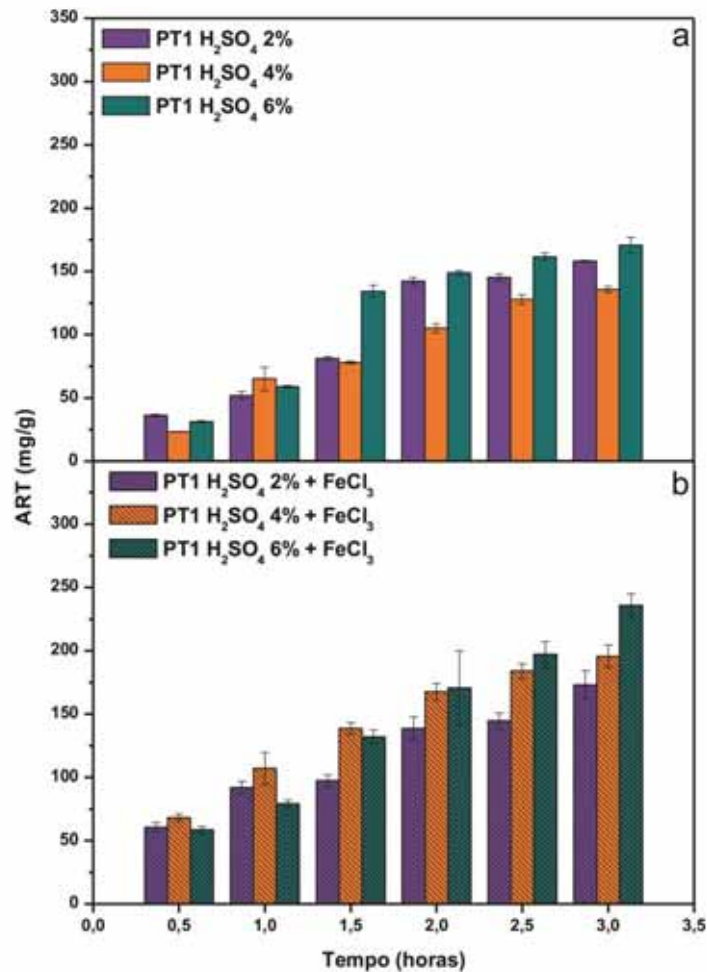 350
300
250
200
150
100
50
0
a
PT1 H₂SO₄ 2%
PT1 H₂SO₄ 4%
PT1 H₂SO₄ 6%
ART (mg/g)
b
PT1 H₂SO₄ 2% + FeCl₃
PT1 H₂SO₄ 4% + FeCl₃
PT1 H₂SO₄ 6% + FeCl₃
300
250
200
150
100
50
0
0,0 0,5 1,0 1,5 2,0 2,5 3,0 3,5
Tempo (horas)